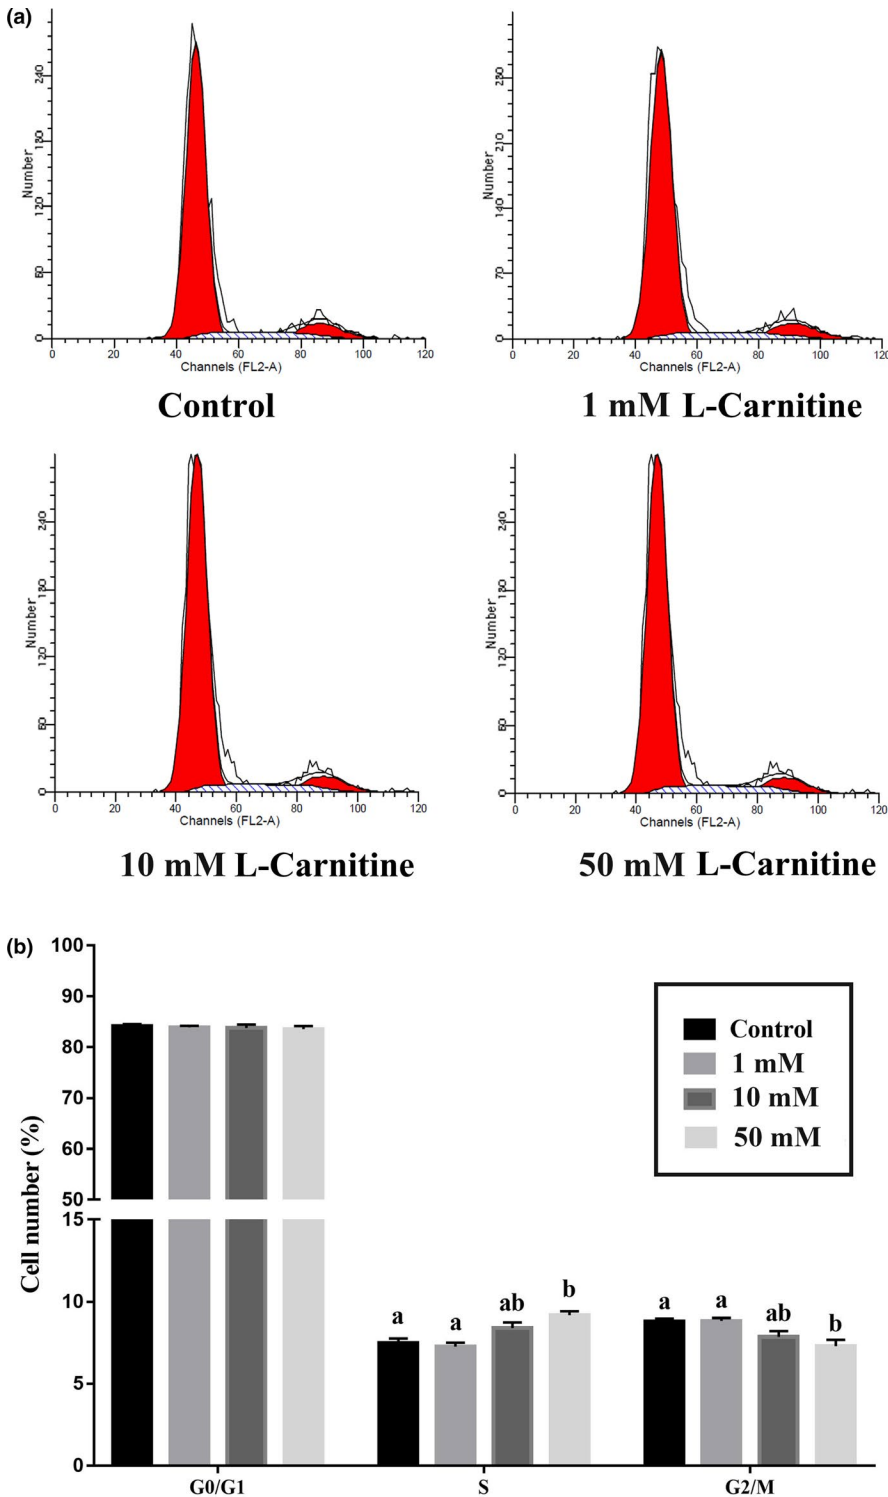 (a)
240
180
120
60
0
Number
0 20 40 60 80 100 120
Channels (FL2-A)
Control
280
210
140
70
0
Number
0 20 40 60 80 100 120
Channels (FL2-A)
1 mM L-Carnitine
240
180
120
60
0
Number
0 20 40 60 80 100 120
Channels (FL2-A)
10 mM L-Carnitine
240
180
120
60
0
Number
0 20 40 60 80 100 120
Channels (FL2-A)
50 mM L-Carnitine
(b)
100
90
80
70
60
50
15
10
5
0
Cell number (%)
Control
1 mM
10 mM
50 mM
a a ab b
a a ab b
G0/G1 S G2/M